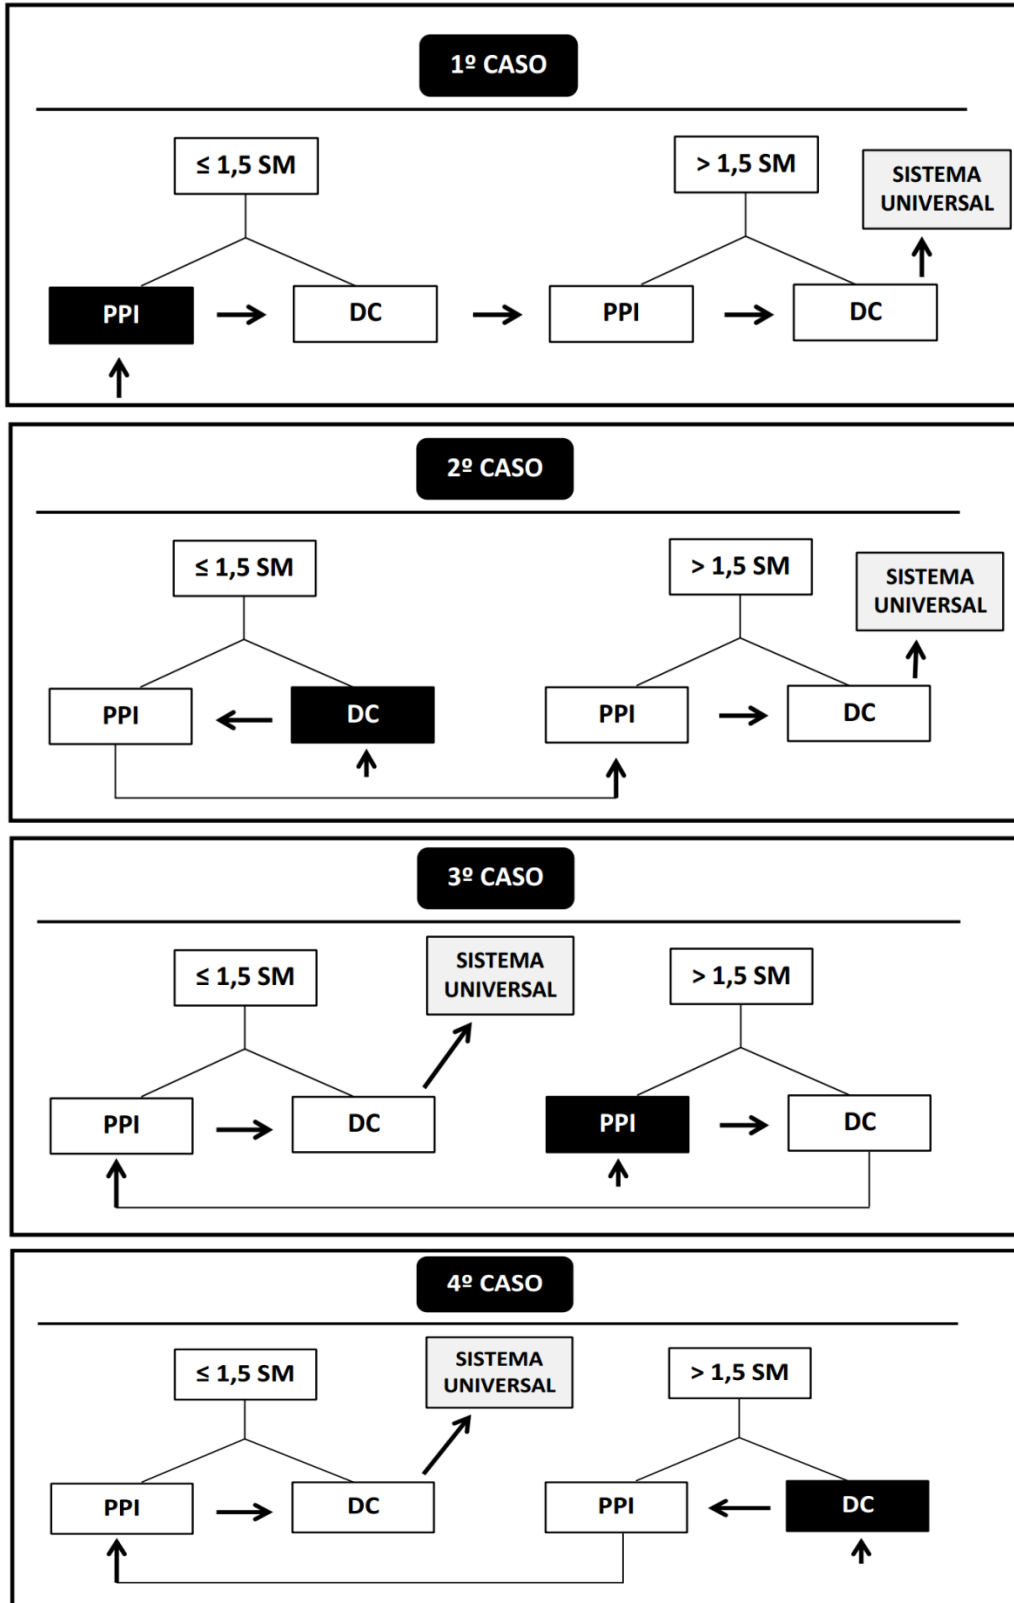 1º CASO
≤ 1,5 SM
> 1,5 SM
SISTEMA
UNIVERSAL
PPI
DC
PPI
DC
2º CASO
≤ 1,5 SM
> 1,5 SM
SISTEMA
UNIVERSAL
PPI
DC
PPI
DC
3º CASO
≤ 1,5 SM
SISTEMA
UNIVERSAL
> 1,5 SM
PPI
DC
PPI
DC
4º CASO
≤ 1,5 SM
SISTEMA
UNIVERSAL
> 1,5 SM
PPI
DC
PPI
DC